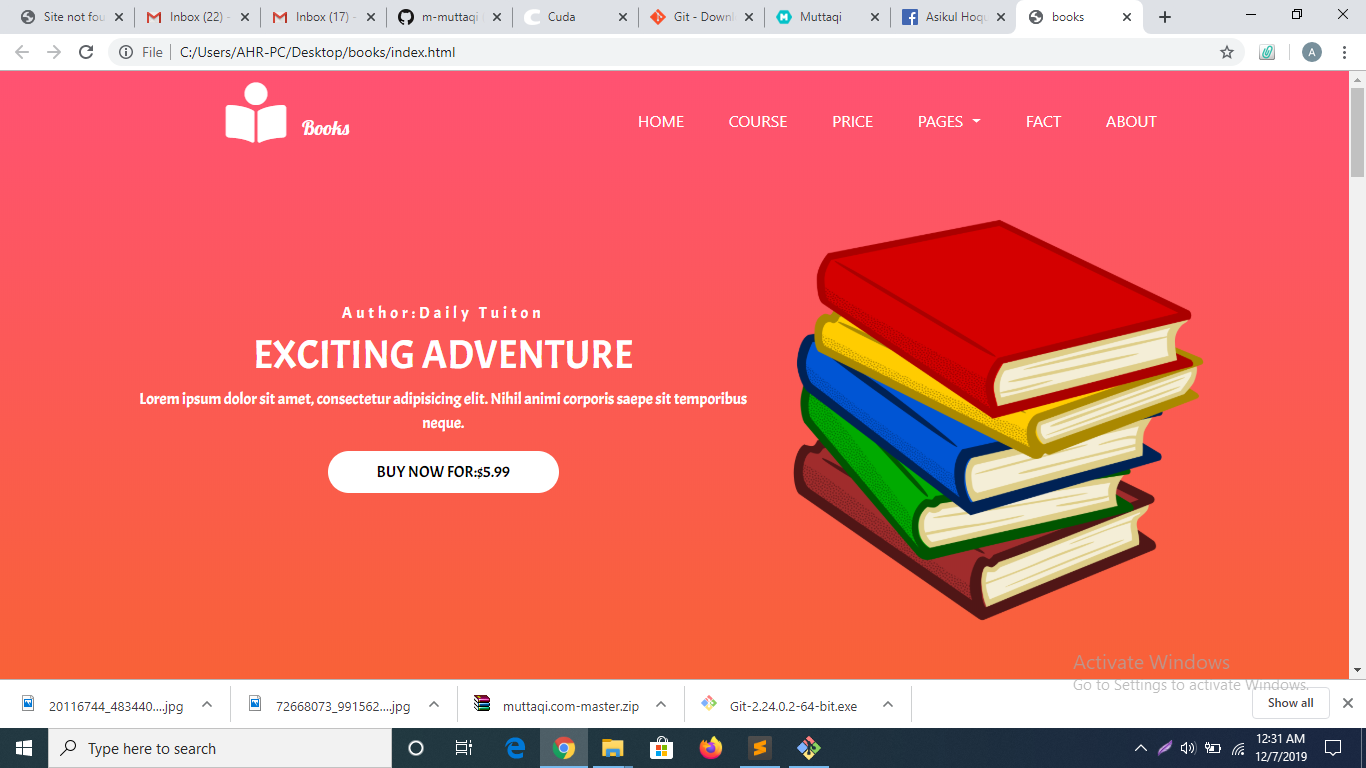 Site not fou
Inbox (22) -
Inbox (17) -
m-muttaqi
Cuda
Git - Downl
Muttaqi
Asikul Hoqu
books
File
C:/Users/AHR-PC/Desktop/books/index.html
A
Books
HOME
COURSE
PRICE
PAGES
FACT
ABOUT
Author:Daily Tuiton
EXCITING ADVENTURE
Lorem ipsum dolor sit amet, consectetur adipisicing elit. Nihil animi corporis saepe sit temporibus
neque.
BUY NOW FOR:$5.99
Activate Windows
Go to Settings to activate Windows.
20116744_483440....jpg
72668073_991562....jpg
muttaqi.com-master.zip
Git-2.24.0.2-64-bit.exe
Show all
Type here to search
12:31 AM
12/7/2019